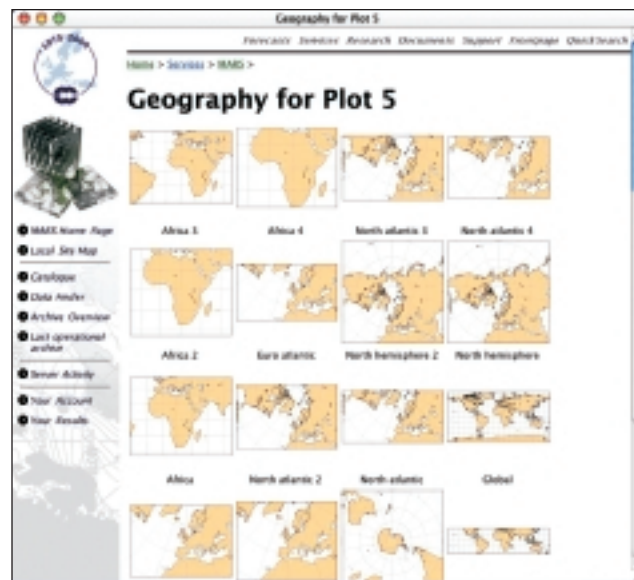 Geography for Plot 5
Forecasts Services Research Documents Support Frontpage QuickSearch
Home > Services > MARS >
Geography for Plot 5
MARS Home Page
Local Site Map
Catalogue
Data Finder
Archive Overview
Last operational archive
Server Activity
Your Account
Your Results
Africa 3 Africa 4 North atlantic 3 North atlantic 4
Africa 2 Euro atlantic North hemisphere 2 North hemisphere
Africa North atlantic 2 North atlantic Global